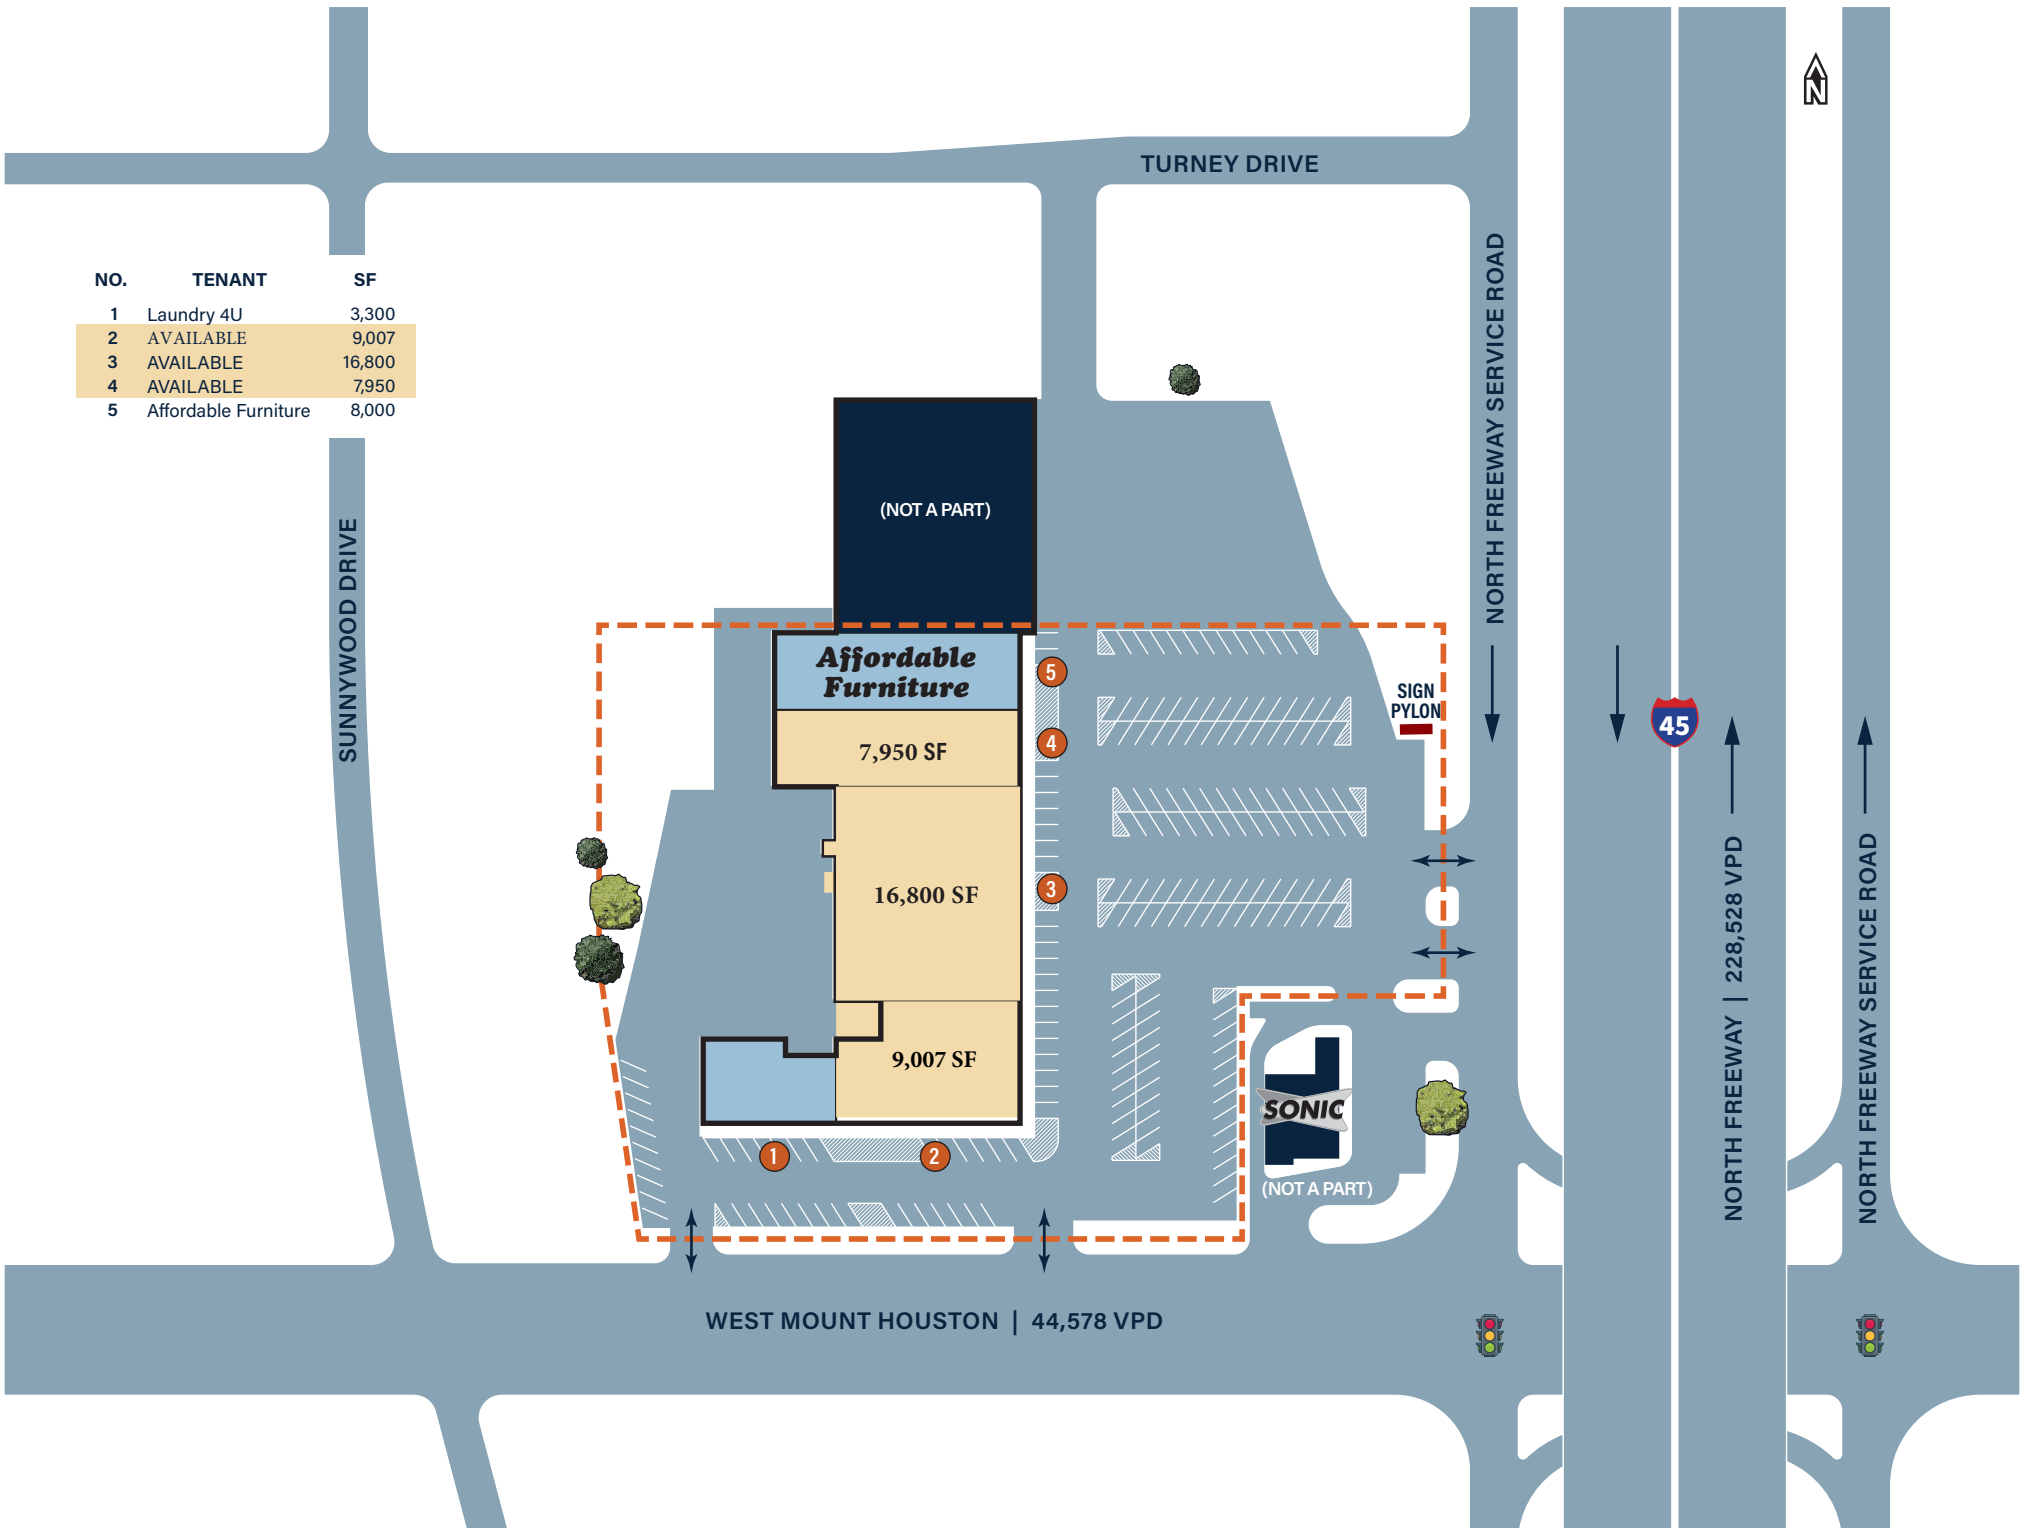 N
TURNEY DRIVE
NORTH FREEWAY SERVICE ROAD
NO. TENANT SF
1 Laundry 4U 3,300
2 AVAILABLE 9,007
3 AVAILABLE 16,800
4 AVAILABLE 7,950
5 Affordable Furniture 8,000
(NOT A PART)
SUNNYWOOD DRIVE
Affordable
Furniture
5
SIGN
PYLON
45
7,950 SF
4
16,800 SF
3
NORTH FREEWAY | 228,528 VPD
NORTH FREEWAY SERVICE ROAD
9,007 SF
SONIC
1
2
(NOT A PART)
WEST MOUNT HOUSTON | 44,578 VPD